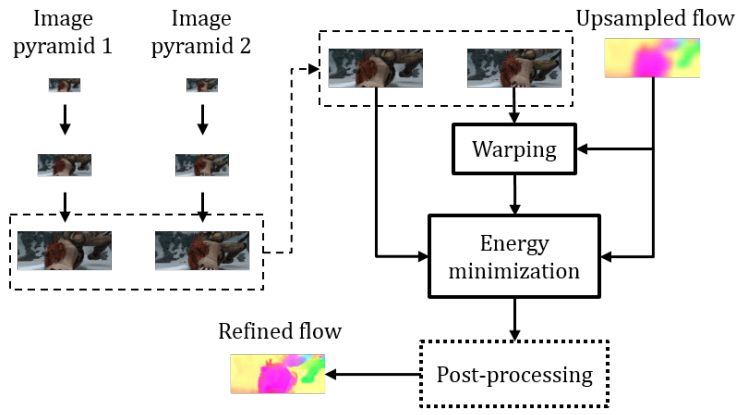 Image
pyramid 1
Image
pyramid 2
Upsampled flow
Warping
Energy
minimization
Refined flow
Post-processing